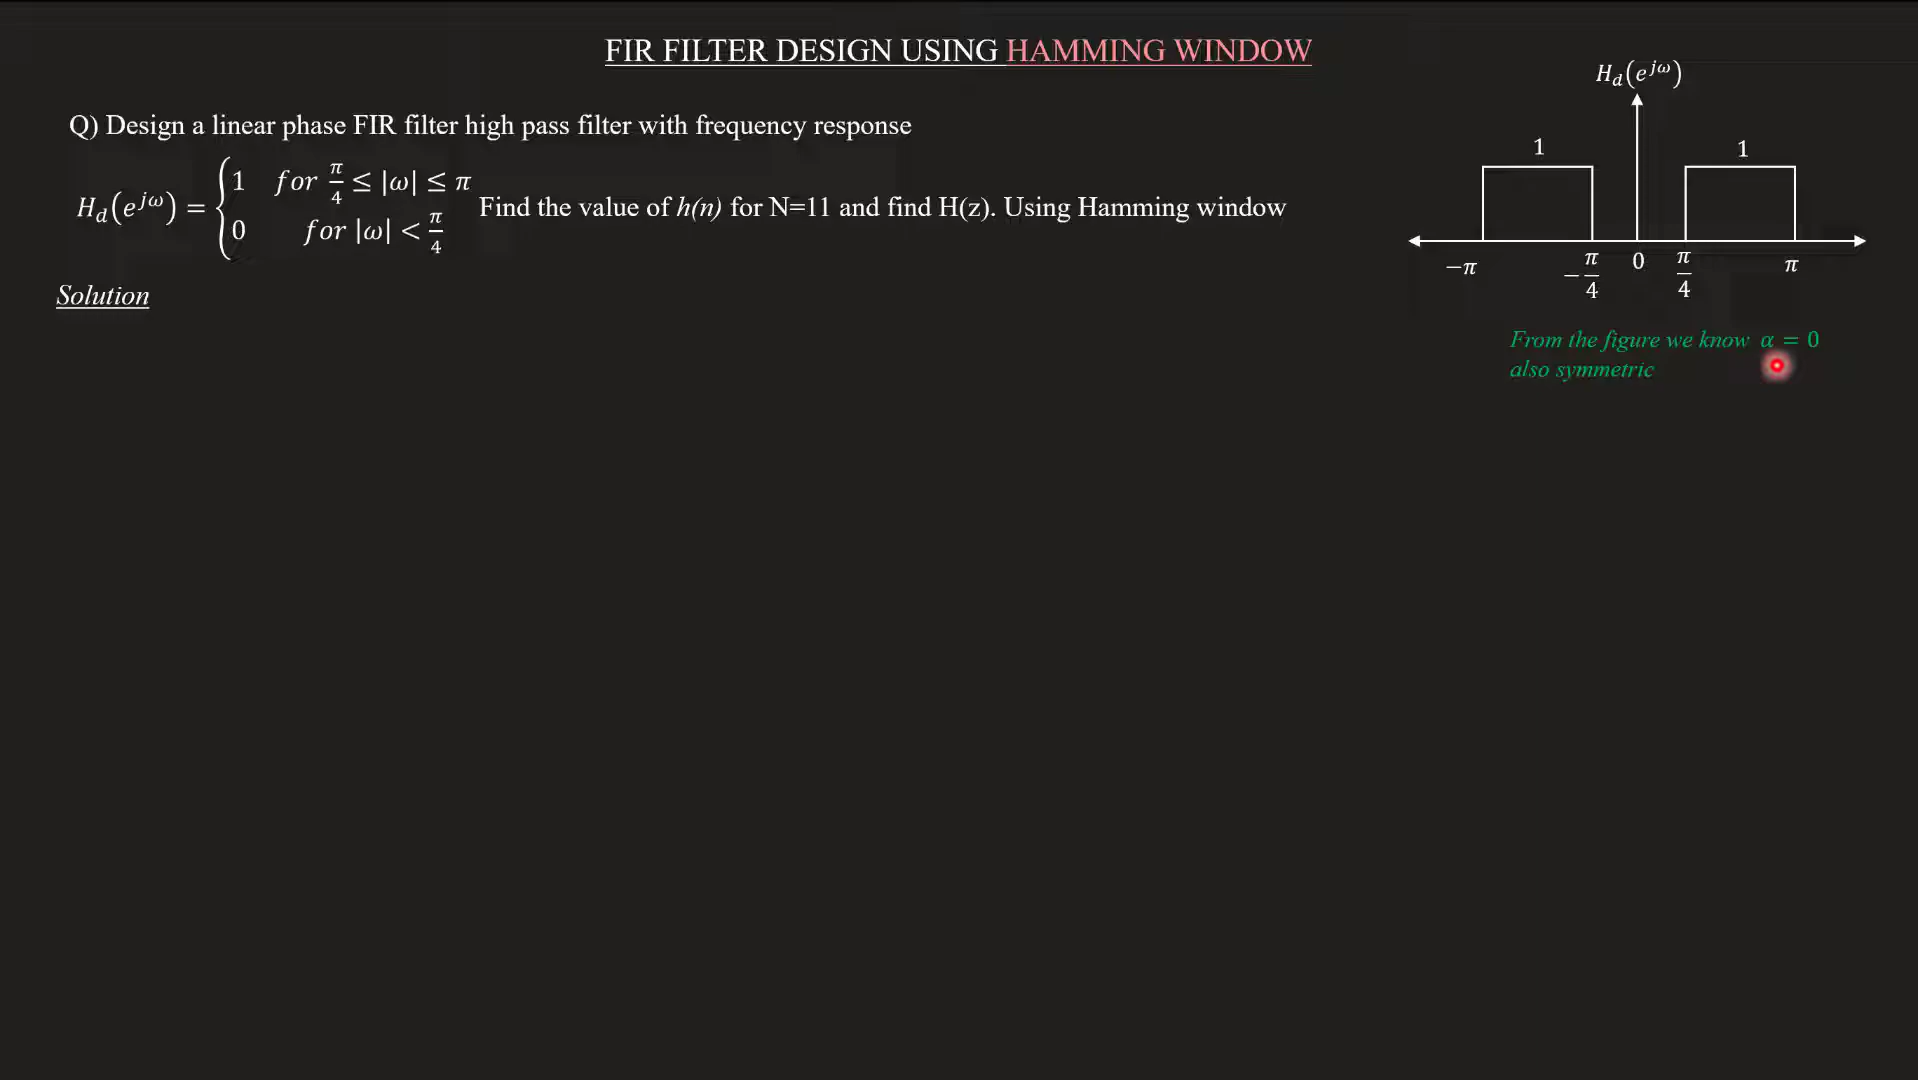 FIR FILTER DESIGN USING HAMMING WINDOW
Q) Design a linear phase FIR filter high pass filter with frequency response
H_d(e^{jω}) = { 1 for π/4 ≤ |ω| ≤ π
0 for |ω| < π/4
Find the value of h(n) for N=11 and find H(z). Using Hamming window
Solution
H_d(e^{jω})
1 1
−π −π/4 0 π/4 π
From the figure we know α = 0
also symmetric